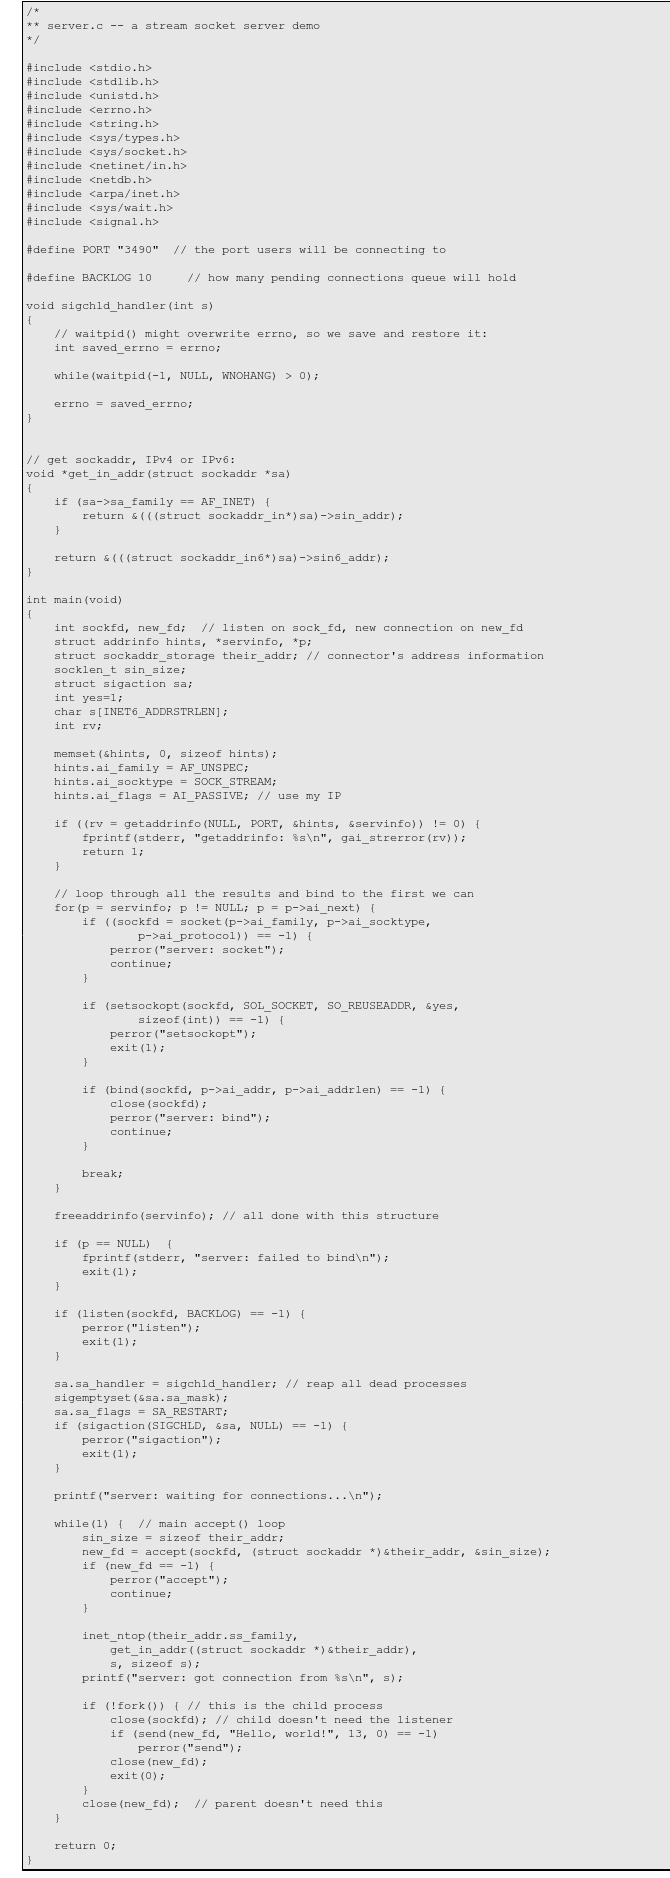 /*
** server.c -- a stream socket server demo
*/
#include <stdio.h>
#include <stdlib.h>
#include <unistd.h>
#include <errno.h>
#include <string.h>
#include <sys/types.h>
#include <sys/socket.h>
#include <netinet/in.h>
#include <netdb.h>
#include <arpa/inet.h>
#include <sys/wait.h>
#include <signal.h>
#define PORT "3490"  // the port users will be connecting to
#define BACKLOG 10     // how many pending connections queue will hold
void sigchld_handler(int s)
{
    // waitpid() might overwrite errno, so we save and restore it:
    int saved_errno = errno;
    while(waitpid(-1, NULL, WNOHANG) > 0);
    errno = saved_errno;
}
// get sockaddr, IPv4 or IPv6:
void *get_in_addr(struct sockaddr *sa)
{
    if (sa->sa_family == AF_INET) {
        return &(((struct sockaddr_in*)sa)->sin_addr);
    }
    return &(((struct sockaddr_in6*)sa)->sin6_addr);
}
int main(void)
{
    int sockfd, new_fd;  // listen on sock_fd, new connection on new_fd
    struct addrinfo hints, *servinfo, *p;
    struct sockaddr_storage their_addr; // connector's address information
    socklen_t sin_size;
    struct sigaction sa;
    int yes=1;
    char s[INET6_ADDRSTRLEN];
    int rv;
    memset(&hints, 0, sizeof hints);
    hints.ai_family = AF_UNSPEC;
    hints.ai_socktype = SOCK_STREAM;
    hints.ai_flags = AI_PASSIVE; // use my IP
    if ((rv = getaddrinfo(NULL, PORT, &hints, &servinfo)) != 0) {
        fprintf(stderr, "getaddrinfo: %s\n", gai_strerror(rv));
        return 1;
    }
    // loop through all the results and bind to the first we can
    for(p = servinfo; p != NULL; p = p->ai_next) {
        if ((sockfd = socket(p->ai_family, p->ai_socktype,
                p->ai_protocol)) == -1) {
            perror("server: socket");
            continue;
        }
        if (setsockopt(sockfd, SOL_SOCKET, SO_REUSEADDR, &yes,
                sizeof(int)) == -1) {
            perror("setsockopt");
            exit(1);
        }
        if (bind(sockfd, p->ai_addr, p->ai_addrlen) == -1) {
            close(sockfd);
            perror("server: bind");
            continue;
        }
        break;
    }
    freeaddrinfo(servinfo); // all done with this structure
    if (p == NULL)  {
        fprintf(stderr, "server: failed to bind\n");
        exit(1);
    }
    if (listen(sockfd, BACKLOG) == -1) {
        perror("listen");
        exit(1);
    }
    sa.sa_handler = sigchld_handler; // reap all dead processes
    sigemptyset(&sa.sa_mask);
    sa.sa_flags = SA_RESTART;
    if (sigaction(SIGCHLD, &sa, NULL) == -1) {
        perror("sigaction");
        exit(1);
    }
    printf("server: waiting for connections...\n");
    while(1) {  // main accept() loop
        sin_size = sizeof their_addr;
        new_fd = accept(sockfd, (struct sockaddr *)&their_addr, &sin_size);
        if (new_fd == -1) {
            perror("accept");
            continue;
        }
        inet_ntop(their_addr.ss_family,
            get_in_addr((struct sockaddr *)&their_addr),
            s, sizeof s);
        printf("server: got connection from %s\n", s);
        if (!fork()) { // this is the child process
            close(sockfd); // child doesn't need the listener
            if (send(new_fd, "Hello, world!", 13, 0) == -1)
                perror("send");
            close(new_fd);
            exit(0);
        }
        close(new_fd);  // parent doesn't need this
    }
    return 0;
}